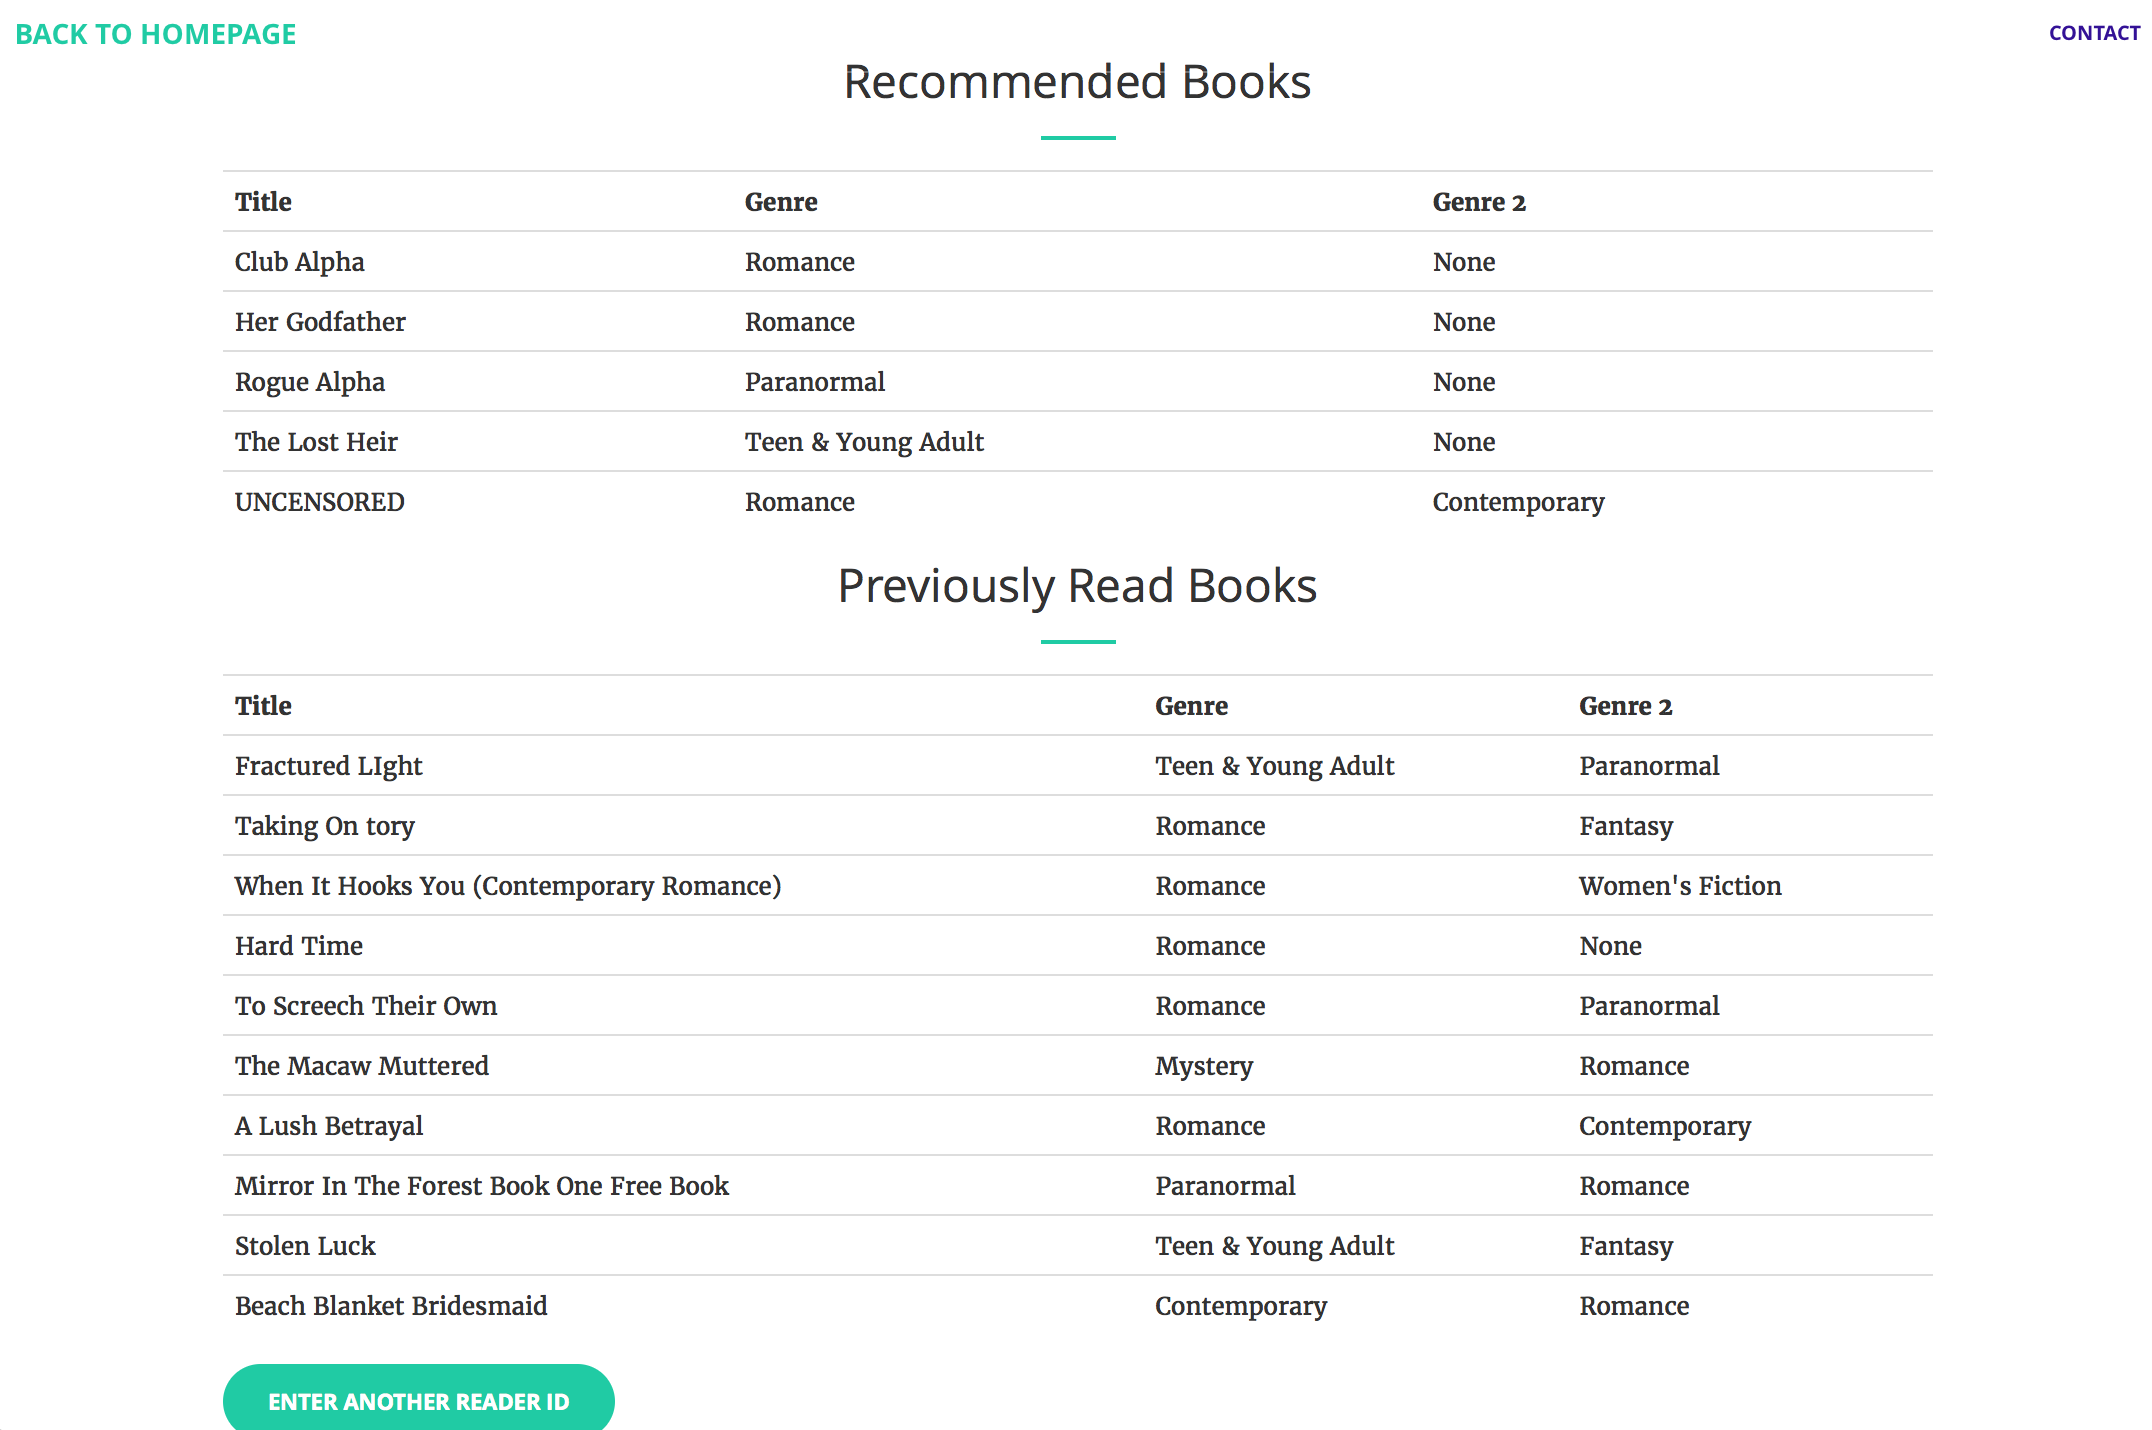 BACK TO HOMEPAGE CONTACT
Recommended Books
Title Genre Genre 2
Club Alpha Romance None
Her Godfather Romance None
Rogue Alpha Paranormal None
The Lost Heir Teen & Young Adult None
UNCENSORED Romance Contemporary
Previously Read Books
Title Genre Genre 2
Fractured LIght Teen & Young Adult Paranormal
Taking On tory Romance Fantasy
When It Hooks You (Contemporary Romance) Romance Women's Fiction
Hard Time Romance None
To Screech Their Own Romance Paranormal
The Macaw Muttered Mystery Romance
A Lush Betrayal Romance Contemporary
Mirror In The Forest Book One Free Book Paranormal Romance
Stolen Luck Teen & Young Adult Fantasy
Beach Blanket Bridesmaid Contemporary Romance
ENTER ANOTHER READER ID